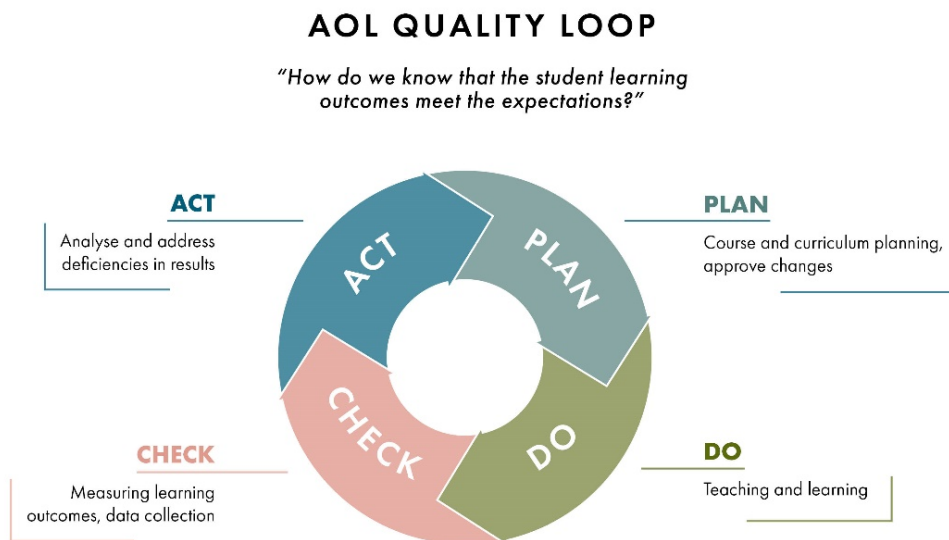 AOL QUALITY LOOP
“How do we know that the student learning
outcomes meet the expectations?”
ACT
Analyse and address
deficiencies in results
PLAN
Course and curriculum planning,
approve changes
ACT
PLAN
CHECK
DO
CHECK
Measuring learning
outcomes, data collection
DO
Teaching and learning